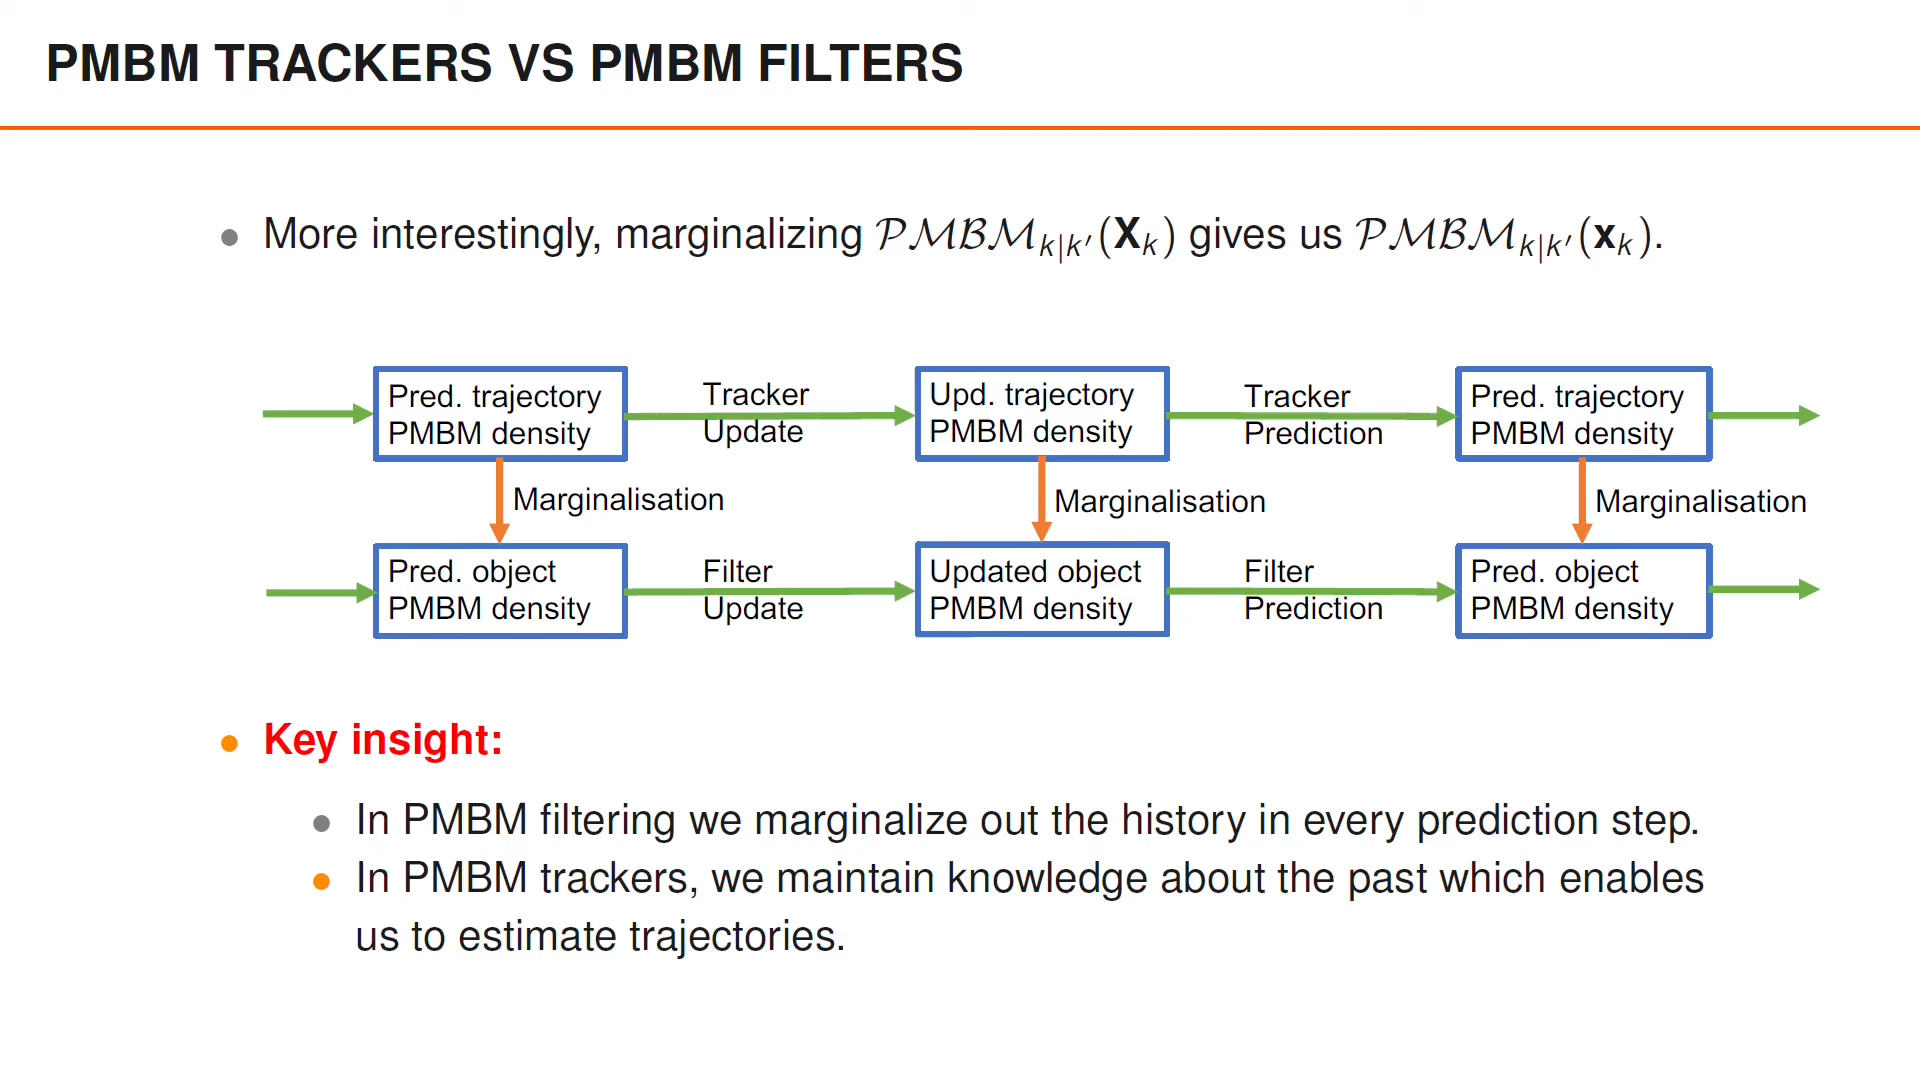 PMBM TRACKERS VS PMBM FILTERS
• More interestingly, marginalizing 𝒫ℳℬℳ_{k|k′}(𝐗_k) gives us 𝒫ℳℬℳ_{k|k′}(𝐱_k).
Pred. trajectory
PMBM density
Tracker
Update
Upd. trajectory
PMBM density
Tracker
Prediction
Pred. trajectory
PMBM density
Marginalisation
Marginalisation
Marginalisation
Pred. object
PMBM density
Filter
Update
Updated object
PMBM density
Filter
Prediction
Pred. object
PMBM density
• Key insight:
• In PMBM filtering we marginalize out the history in every prediction step.
• In PMBM trackers, we maintain knowledge about the past which enables
us to estimate trajectories.